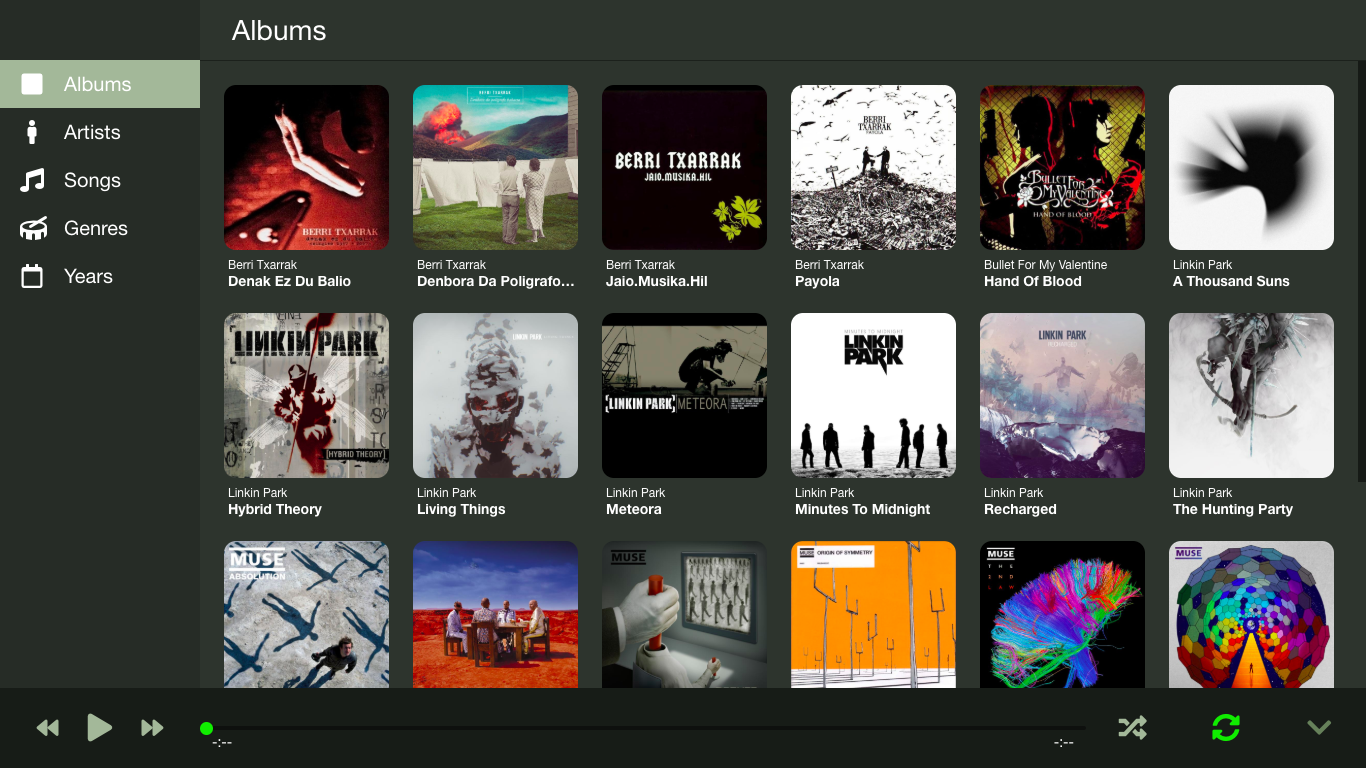 Albums
Albums
Artists
Songs
Genres
Years
BERRI TXARRAK
BERRI TXARRAK
BERRI TXARRAK
JAIO.MUSIKA.HIL
BERRI
TXARRAK
PAYOLA
BULLET FOR
MY VALENTINE
HAND OF BLOOD
Berri Txarrak
Denak Ez Du Balio
Berri Txarrak
Denbora Da Poligrafo...
Berri Txarrak
Jaio.Musika.Hil
Berri Txarrak
Payola
Bullet For My Valentine
Hand Of Blood
Linkin Park
A Thousand Suns
LINKIN PARK
[HYBRID THEORY]
LINKIN PARK
[LINKIN PARK] METEORA
MINUTES TO MIDNIGHT
LINKIN
PARK
LINKIN PARK
RECHARGED
Linkin Park
Hybrid Theory
Linkin Park
Living Things
Linkin Park
Meteora
Linkin Park
Minutes To Midnight
Linkin Park
Recharged
Linkin Park
The Hunting Party
MUSE
ABSOLUTION
MUSE
MUSE ORIGIN OF SYMMETRY
MUSE
THE
2ND
LAW
MUSE
-:--
-:--